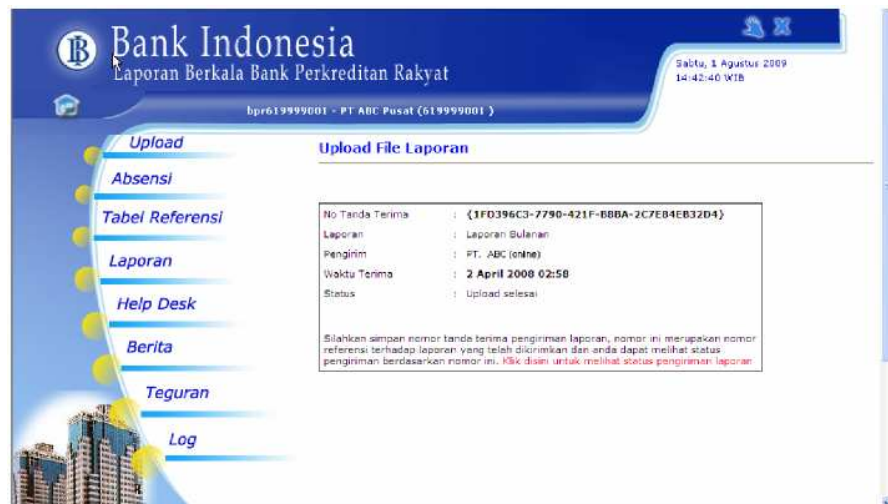 Bank Indonesia
Laporan Berkala Bank Perkreditan Rakyat
Sabtu, 1 Agustus 2009
14:42:40 WIB
bpr619999001 - PT ABC Pusat (619999001 )
Upload
Absensi
Tabel Referensi
Laporan
Help Desk
Berita
Teguran
Log
Upload File Laporan
No Tanda Terima : {1FD396C3-7790-421F-B8BA-2C7E84EB32D4}
Laporan : Laporan Bulanan
Pengirim : PT. ABC (online)
Waktu Terima : 2 April 2008 02:58
Status : Upload selesai
Silahkan simpan nomor tanda terima pengiriman laporan, nomor ini merupakan nomor
referensi terhadap laporan yang telah dikirimkan dan anda dapat melihat status
pengiriman berdasarkan nomor ini. Klik disini untuk melihat status pengiriman laporan